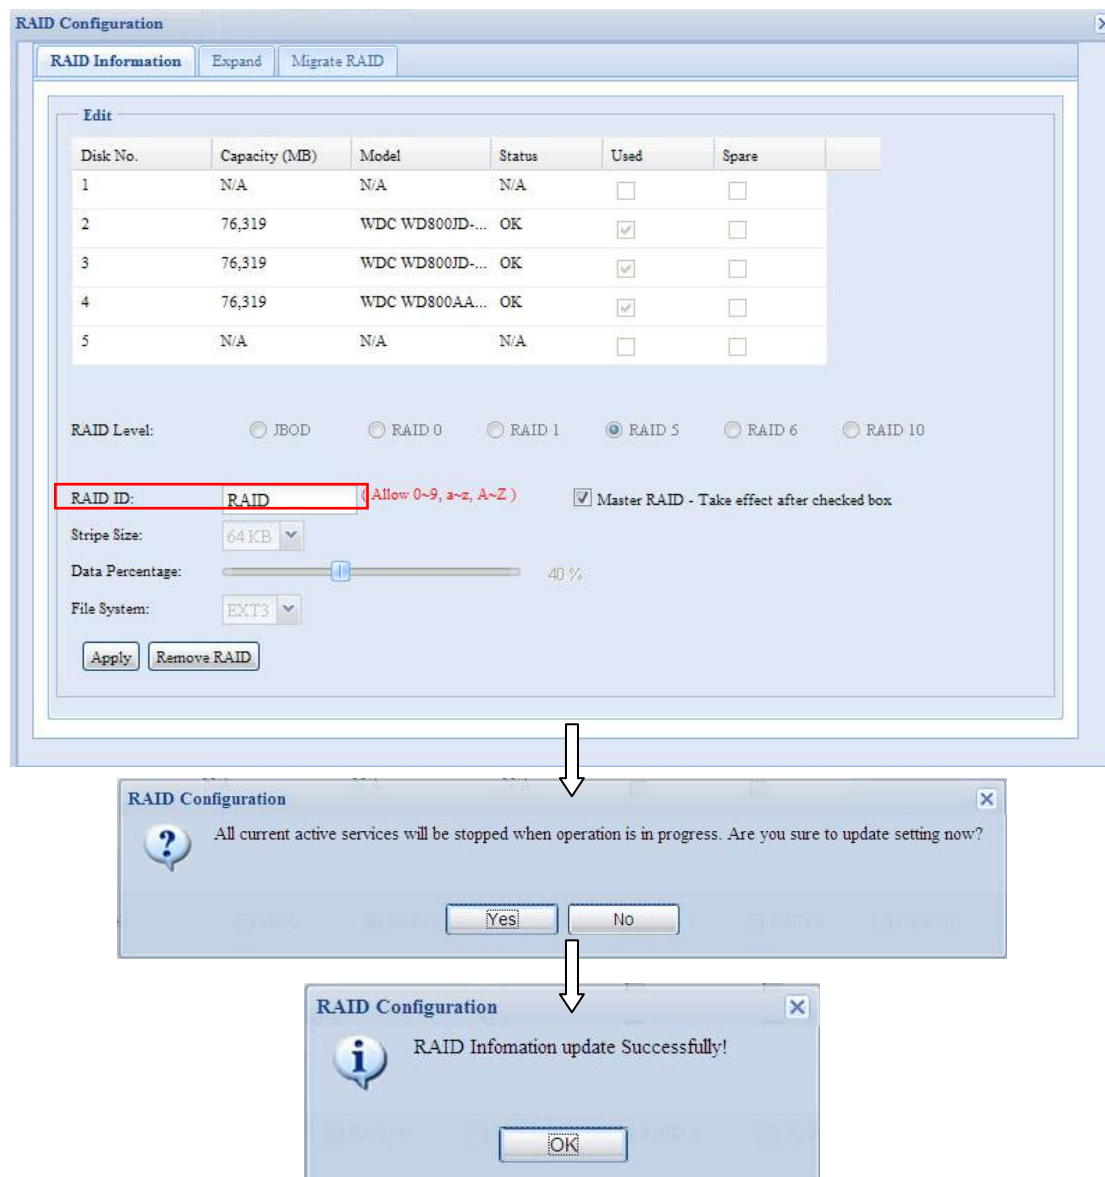 RAID Configuration
RAID Information Expand Migrate RAID
Edit
Disk No. Capacity (MB) Model Status Used Spare
1 N/A N/A N/A
2 76,319 WDC WD800JD-... OK
3 76,319 WDC WD800JD-... OK
4 76,319 WDC WD800AA... OK
5 N/A N/A N/A
RAID Level: JBOD RAID 0 RAID 1 RAID 5 RAID 6 RAID 10
RAID ID: RAID ( Allow 0~9, a~z, A~Z ) Master RAID - Take effect after checked box
Stripe Size: 64 KB
Data Percentage: 40 %
File System: EXT3
Apply Remove RAID
RAID Configuration
All current active services will be stopped when operation is in progress. Are you sure to update setting now?
Yes No
RAID Configuration
RAID Infomation update Successfully!
OK